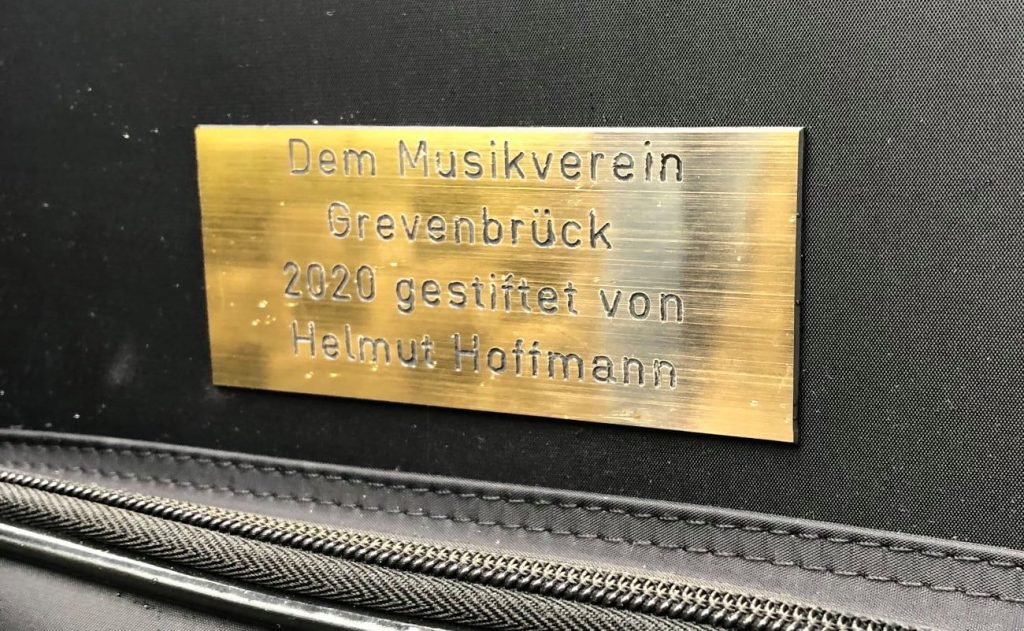 Dem Musikverein
Grevenbrück
2020 gestiftet von
Helmut Hoffmann